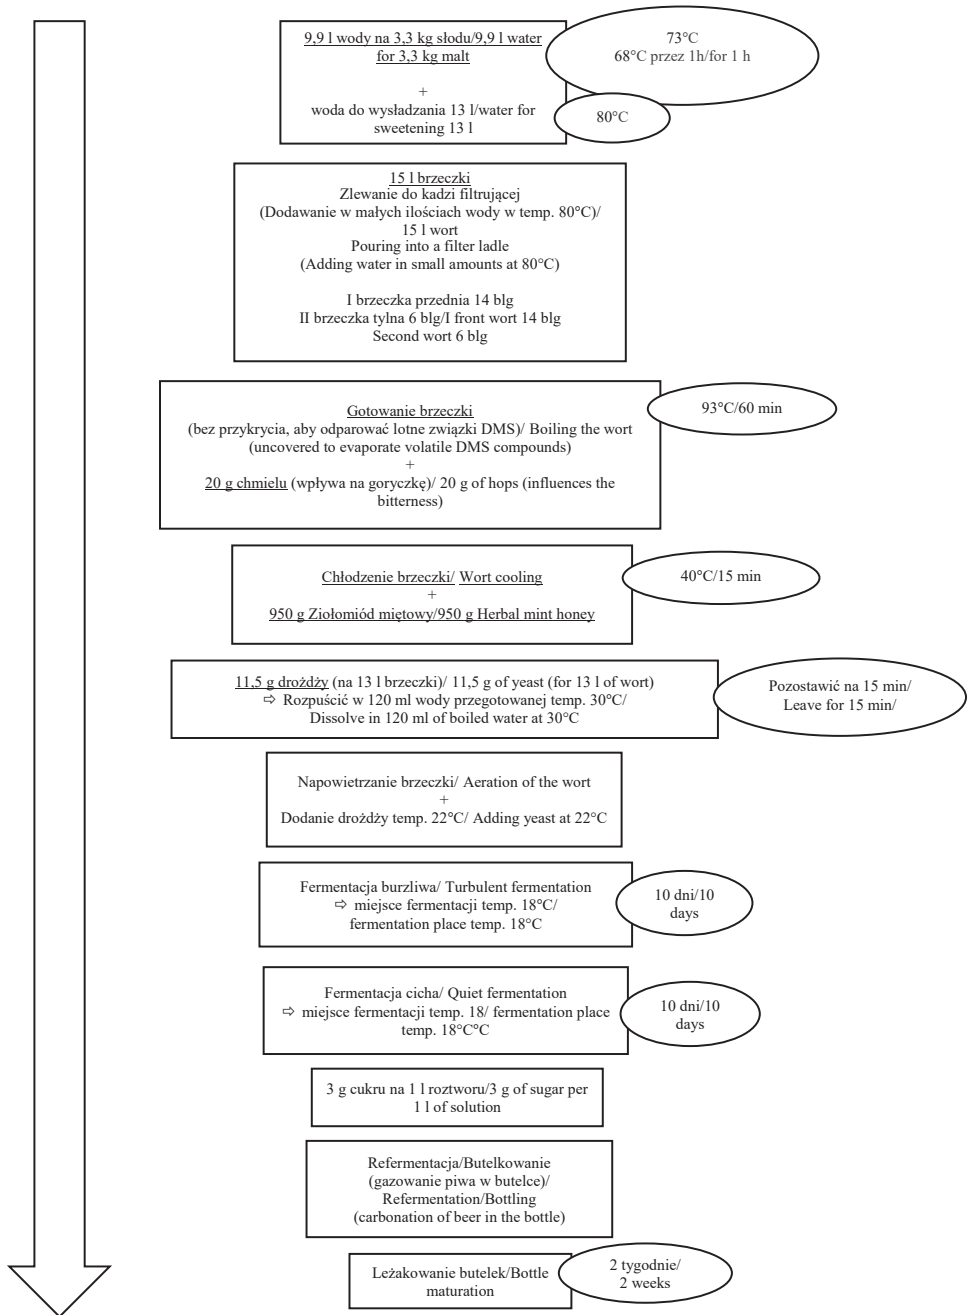 9,9 l wody na 3,3 kg słodu/9,9 l water
for 3,3 kg malt
+
woda do wysładzania 13 l/water for
sweetening 13 l
73°C
68°C przez 1h/for 1 h
80°C
15 l brzeczki
Zlewanie do kadzi filtrującej
(Dodawanie w małych ilościach wody w temp. 80°C)/
15 l wort
Pouring into a filter ladle
(Adding water in small amounts at 80°C)
I brzeczka przednia 14 blg
II brzeczka tylna 6 blg/I front wort 14 blg
Second wort 6 blg
Gotowanie brzeczki
(bez przykrycia, aby odparować lotne związki DMS)/ Boiling the wort
(uncovered to evaporate volatile DMS compounds)
+
20 g chmielu (wpływa na goryczkę)/ 20 g of hops (influences the
bitterness)
93°C/60 min
Chłodzenie brzeczki/ Wort cooling
+
950 g Ziołomiód miętowy/950 g Herbal mint honey
40°C/15 min
11,5 g drożdży (na 13 l brzeczki)/ 11,5 g of yeast (for 13 l of wort)
⇨ Rozpuścić w 120 ml wody przegotowanej temp. 30°C/
Dissolve in 120 ml of boiled water at 30°C
Pozostawić na 15 min/
Leave for 15 min/
Napowietrzanie brzeczki/ Aeration of the wort
+
Dodanie drożdży temp. 22°C/ Adding yeast at 22°C
Fermentacja burzliwa/ Turbulent fermentation
⇨ miejsce fermentacji temp. 18°C/
fermentation place temp. 18°C
10 dni/10
days
Fermentacja cicha/ Quiet fermentation
⇨ miejsce fermentacji temp. 18/ fermentation place
temp. 18°C°C
10 dni/10
days
3 g cukru na 1 l roztworu/3 g of sugar per
1 l of solution
Refermentacja/Butelkowanie
(gazowanie piwa w butelce)/
Refermentation/Bottling
(carbonation of beer in the bottle)
Leżakowanie butelek/Bottle
maturation
2 tygodnie/
2 weeks